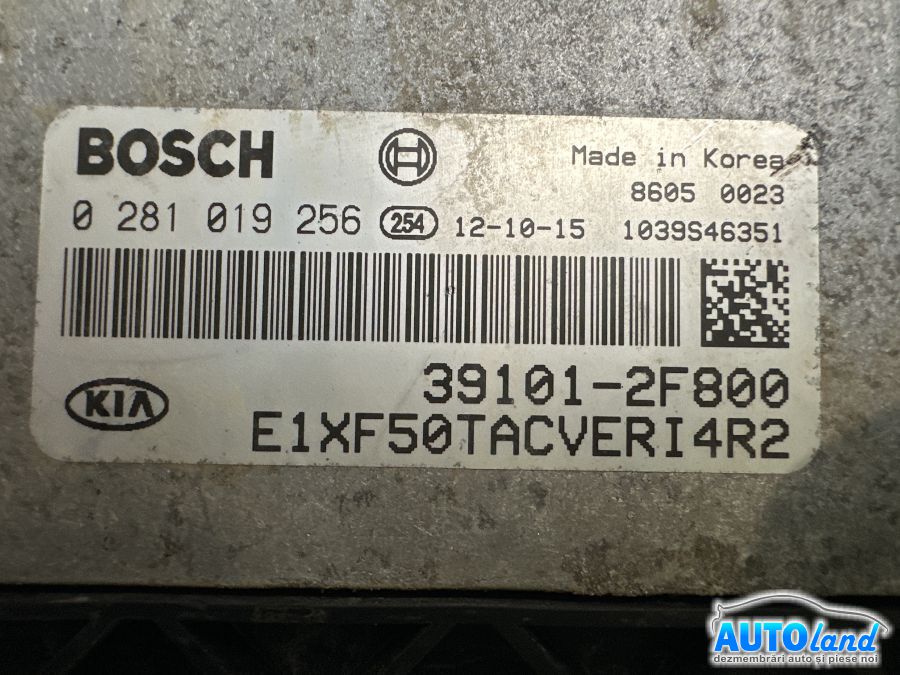 BOSCH
Made in Korea
8605 0023
0 281 019 256 254 12-10-15 1039S46351
39101-2F800
KIA
E1XF50TACVERI4R2
AUTOland
dezmembrări auto și piese noi